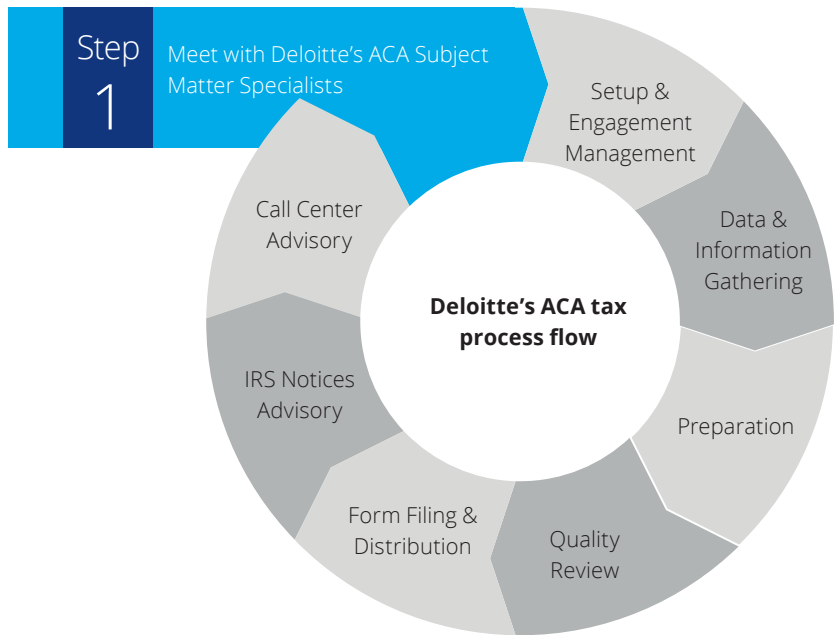 Step
1
Meet with Deloitte’s ACA Subject
Matter Specialists
Setup &
Engagement
Management
Data &
Information
Gathering
Preparation
Quality
Review
Form Filing &
Distribution
IRS Notices
Advisory
Call Center
Advisory
Deloitte’s ACA tax
process flow